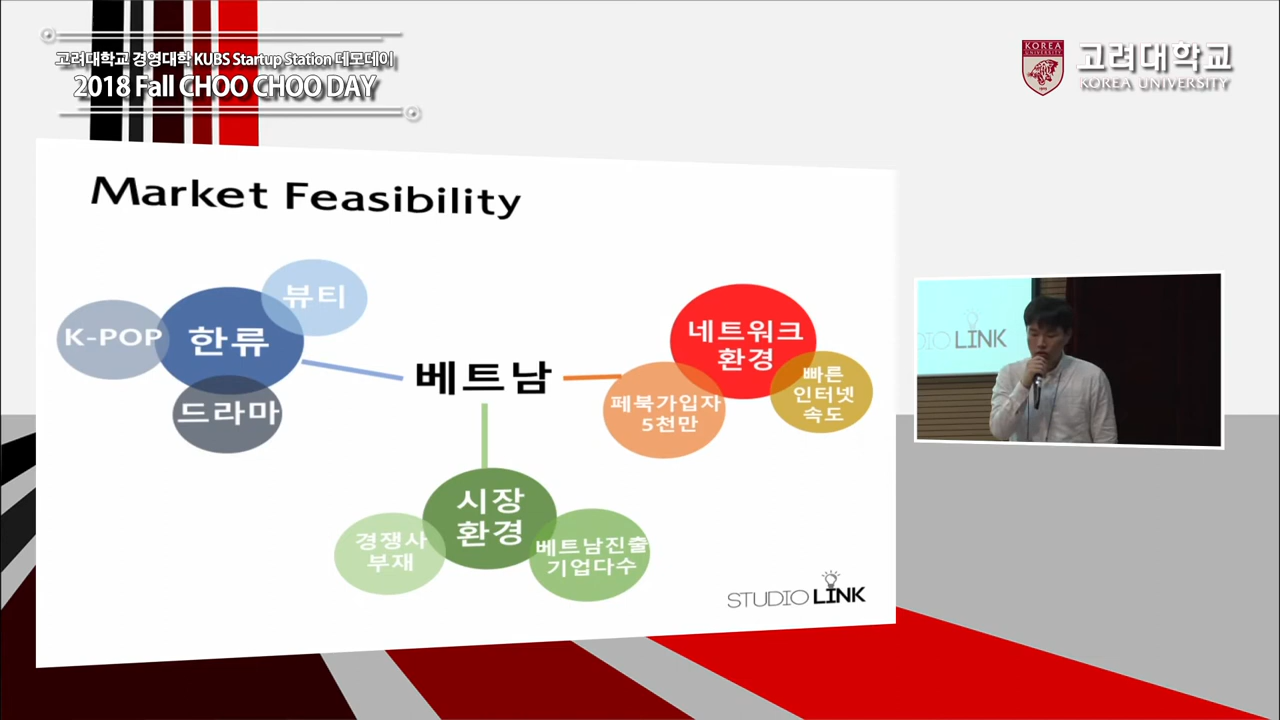 고려대학교 경영대학 KUBS Startup Station 데모데이
2018 Fall CHOO CHOO DAY
KOREA
UNIVERSITY
1905
고려대학교
KOREA UNIVERSITY
Market Feasibility
뷰티
K-POP
한류
드라마
베트남
네트워크
환경
페북가입자
5천만
빠른
인터넷
속도
시장
환경
경쟁사
부재
베트남진출
기업다수
STUDIO LINK
DIO LINK